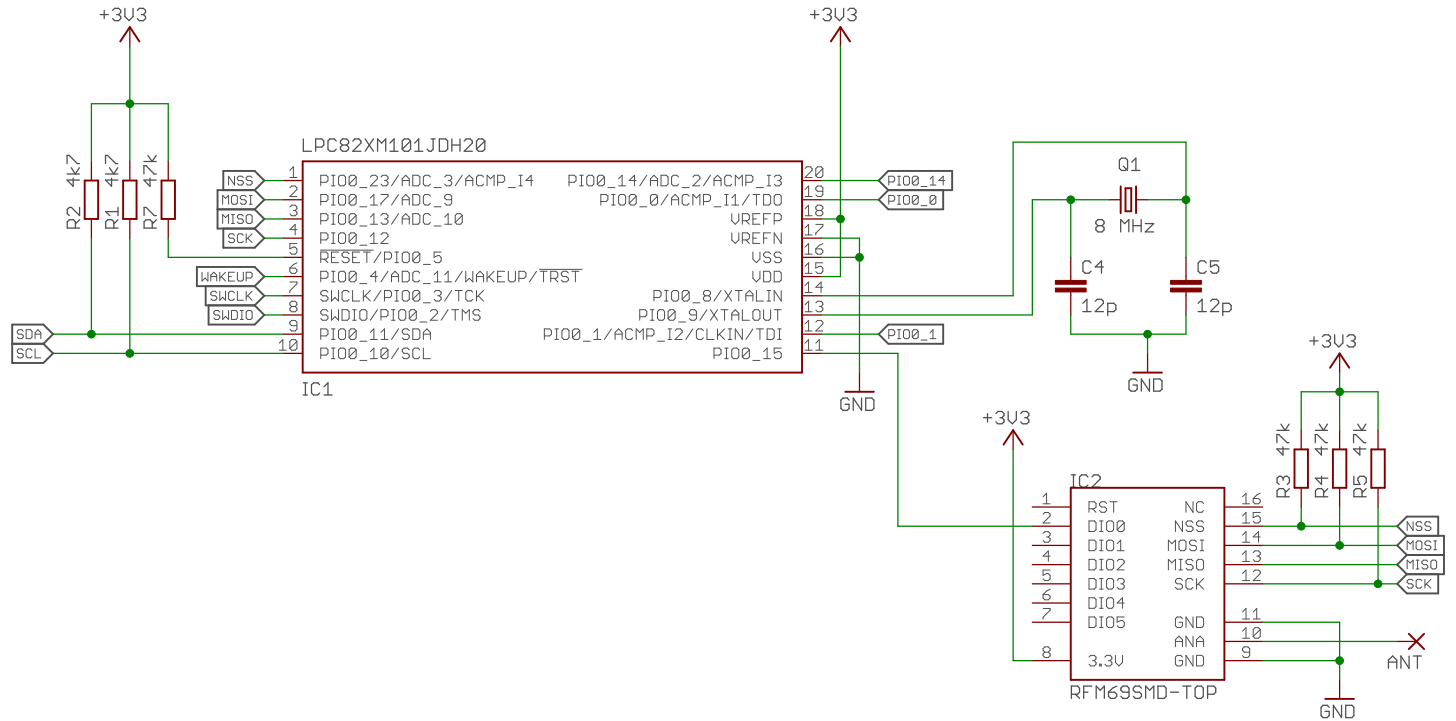 +3V3
+3V3
R2 4k7
R1 4k7
R7 47k
LPC82XM101JDH20
NSS 1 PIO0_23/ADC_3/ACMP_I4 PIO0_14/ADC_2/ACMP_I3 20 PIO0_14
MOSI 2 PIO0_17/ADC_9 PIO0_0/ACMP_I1/TDO 19 PIO0_0
MISO 3 PIO0_13/ADC_10 VREFP 18
SCK 4 PIO0_12 VREFN 17
5 RESET/PIO0_5 VSS 16
WAKEUP 6 PIO0_4/ADC_11/WAKEUP/TRST VDD 15
SWCLK 7 SWCLK/PIO0_3/TCK PIO0_8/XTALIN 14
SWDIO 8 SWDIO/PIO0_2/TMS PIO0_9/XTALOUT 13
SDA 9 PIO0_11/SDA PIO0_1/ACMP_I2/CLKIN/TDI 12 PIO0_1
SCL 10 PIO0_10/SCL PIO0_15 11
IC1
GND
Q1
8 MHz
C4
12p
C5
12p
GND
+3V3
+3V3
R3 47k
R4 47k
R5 47k
IC2
1 RST NC 16
2 DIO0 NSS 15 NSS
3 DIO1 MOSI 14 MOSI
4 DIO2 MISO 13 MISO
5 DIO3 SCK 12 SCK
6 DIO4
7 DIO5 GND 11
ANA 10
8 3.3V GND 9
ANT
RFM69SMD-TOP
GND